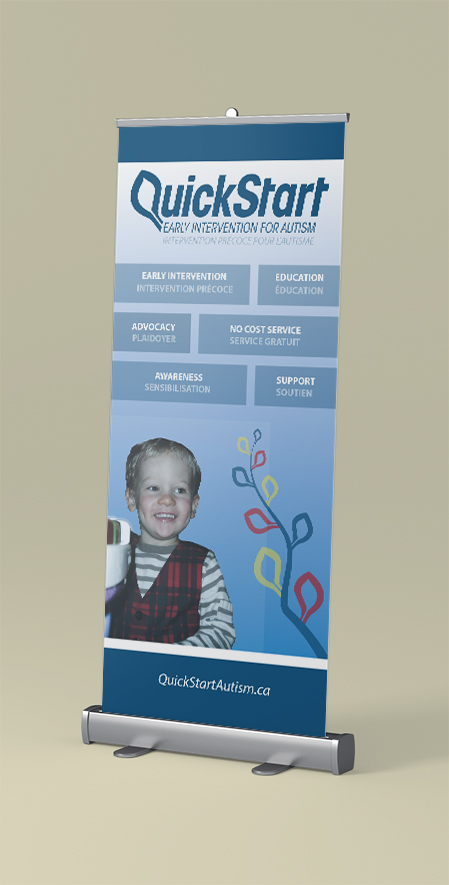 QuickStart
EARLY INTERVENTION FOR AUTISM
INTERVENTION PRÉCOCE POUR L'AUTISME
EARLY INTERVENTION
INTERVENTION PRÉCOCE
EDUCATION
ÉDUCATION
ADVOCACY
PLAIDOYER
NO COST SERVICE
SERVICE GRATUIT
AWARENESS
SENSIBILISATION
SUPPORT
SOUTIEN
QuickStartAutism.ca